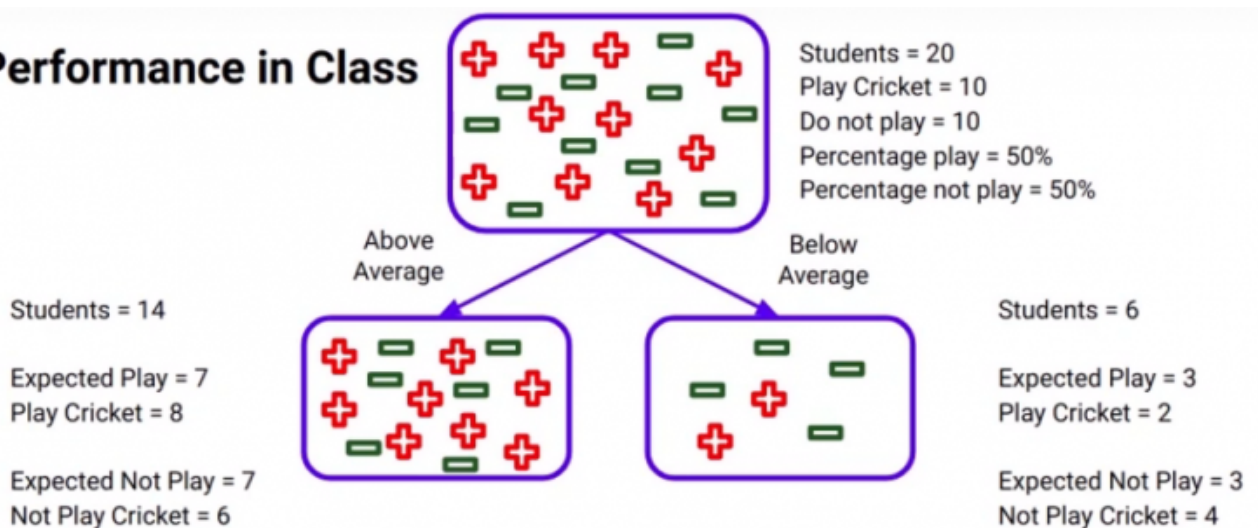 Performance in Class
Students = 20
Play Cricket = 10
Do not play = 10
Percentage play = 50%
Percentage not play = 50%
Above
Average
Below
Average
Students = 14
Expected Play = 7
Play Cricket = 8
Expected Not Play = 7
Not Play Cricket = 6
Students = 6
Expected Play = 3
Play Cricket = 2
Expected Not Play = 3
Not Play Cricket = 4